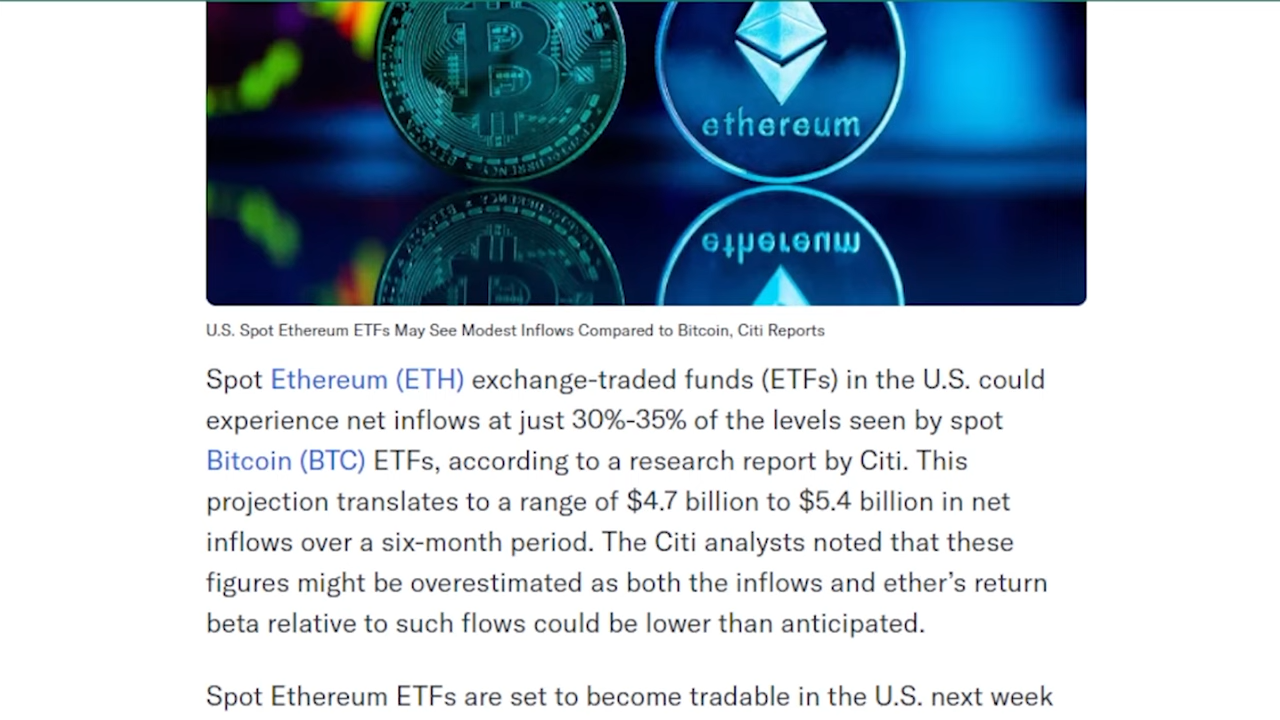 ethereum
U.S. Spot Ethereum ETFs May See Modest Inflows Compared to Bitcoin, Citi Reports
Spot Ethereum (ETH) exchange-traded funds (ETFs) in the U.S. could
experience net inflows at just 30%-35% of the levels seen by spot
Bitcoin (BTC) ETFs, according to a research report by Citi. This
projection translates to a range of $4.7 billion to $5.4 billion in net
inflows over a six-month period. The Citi analysts noted that these
figures might be overestimated as both the inflows and ether’s return
beta relative to such flows could be lower than anticipated.
Spot Ethereum ETFs are set to become tradable in the U.S. next week